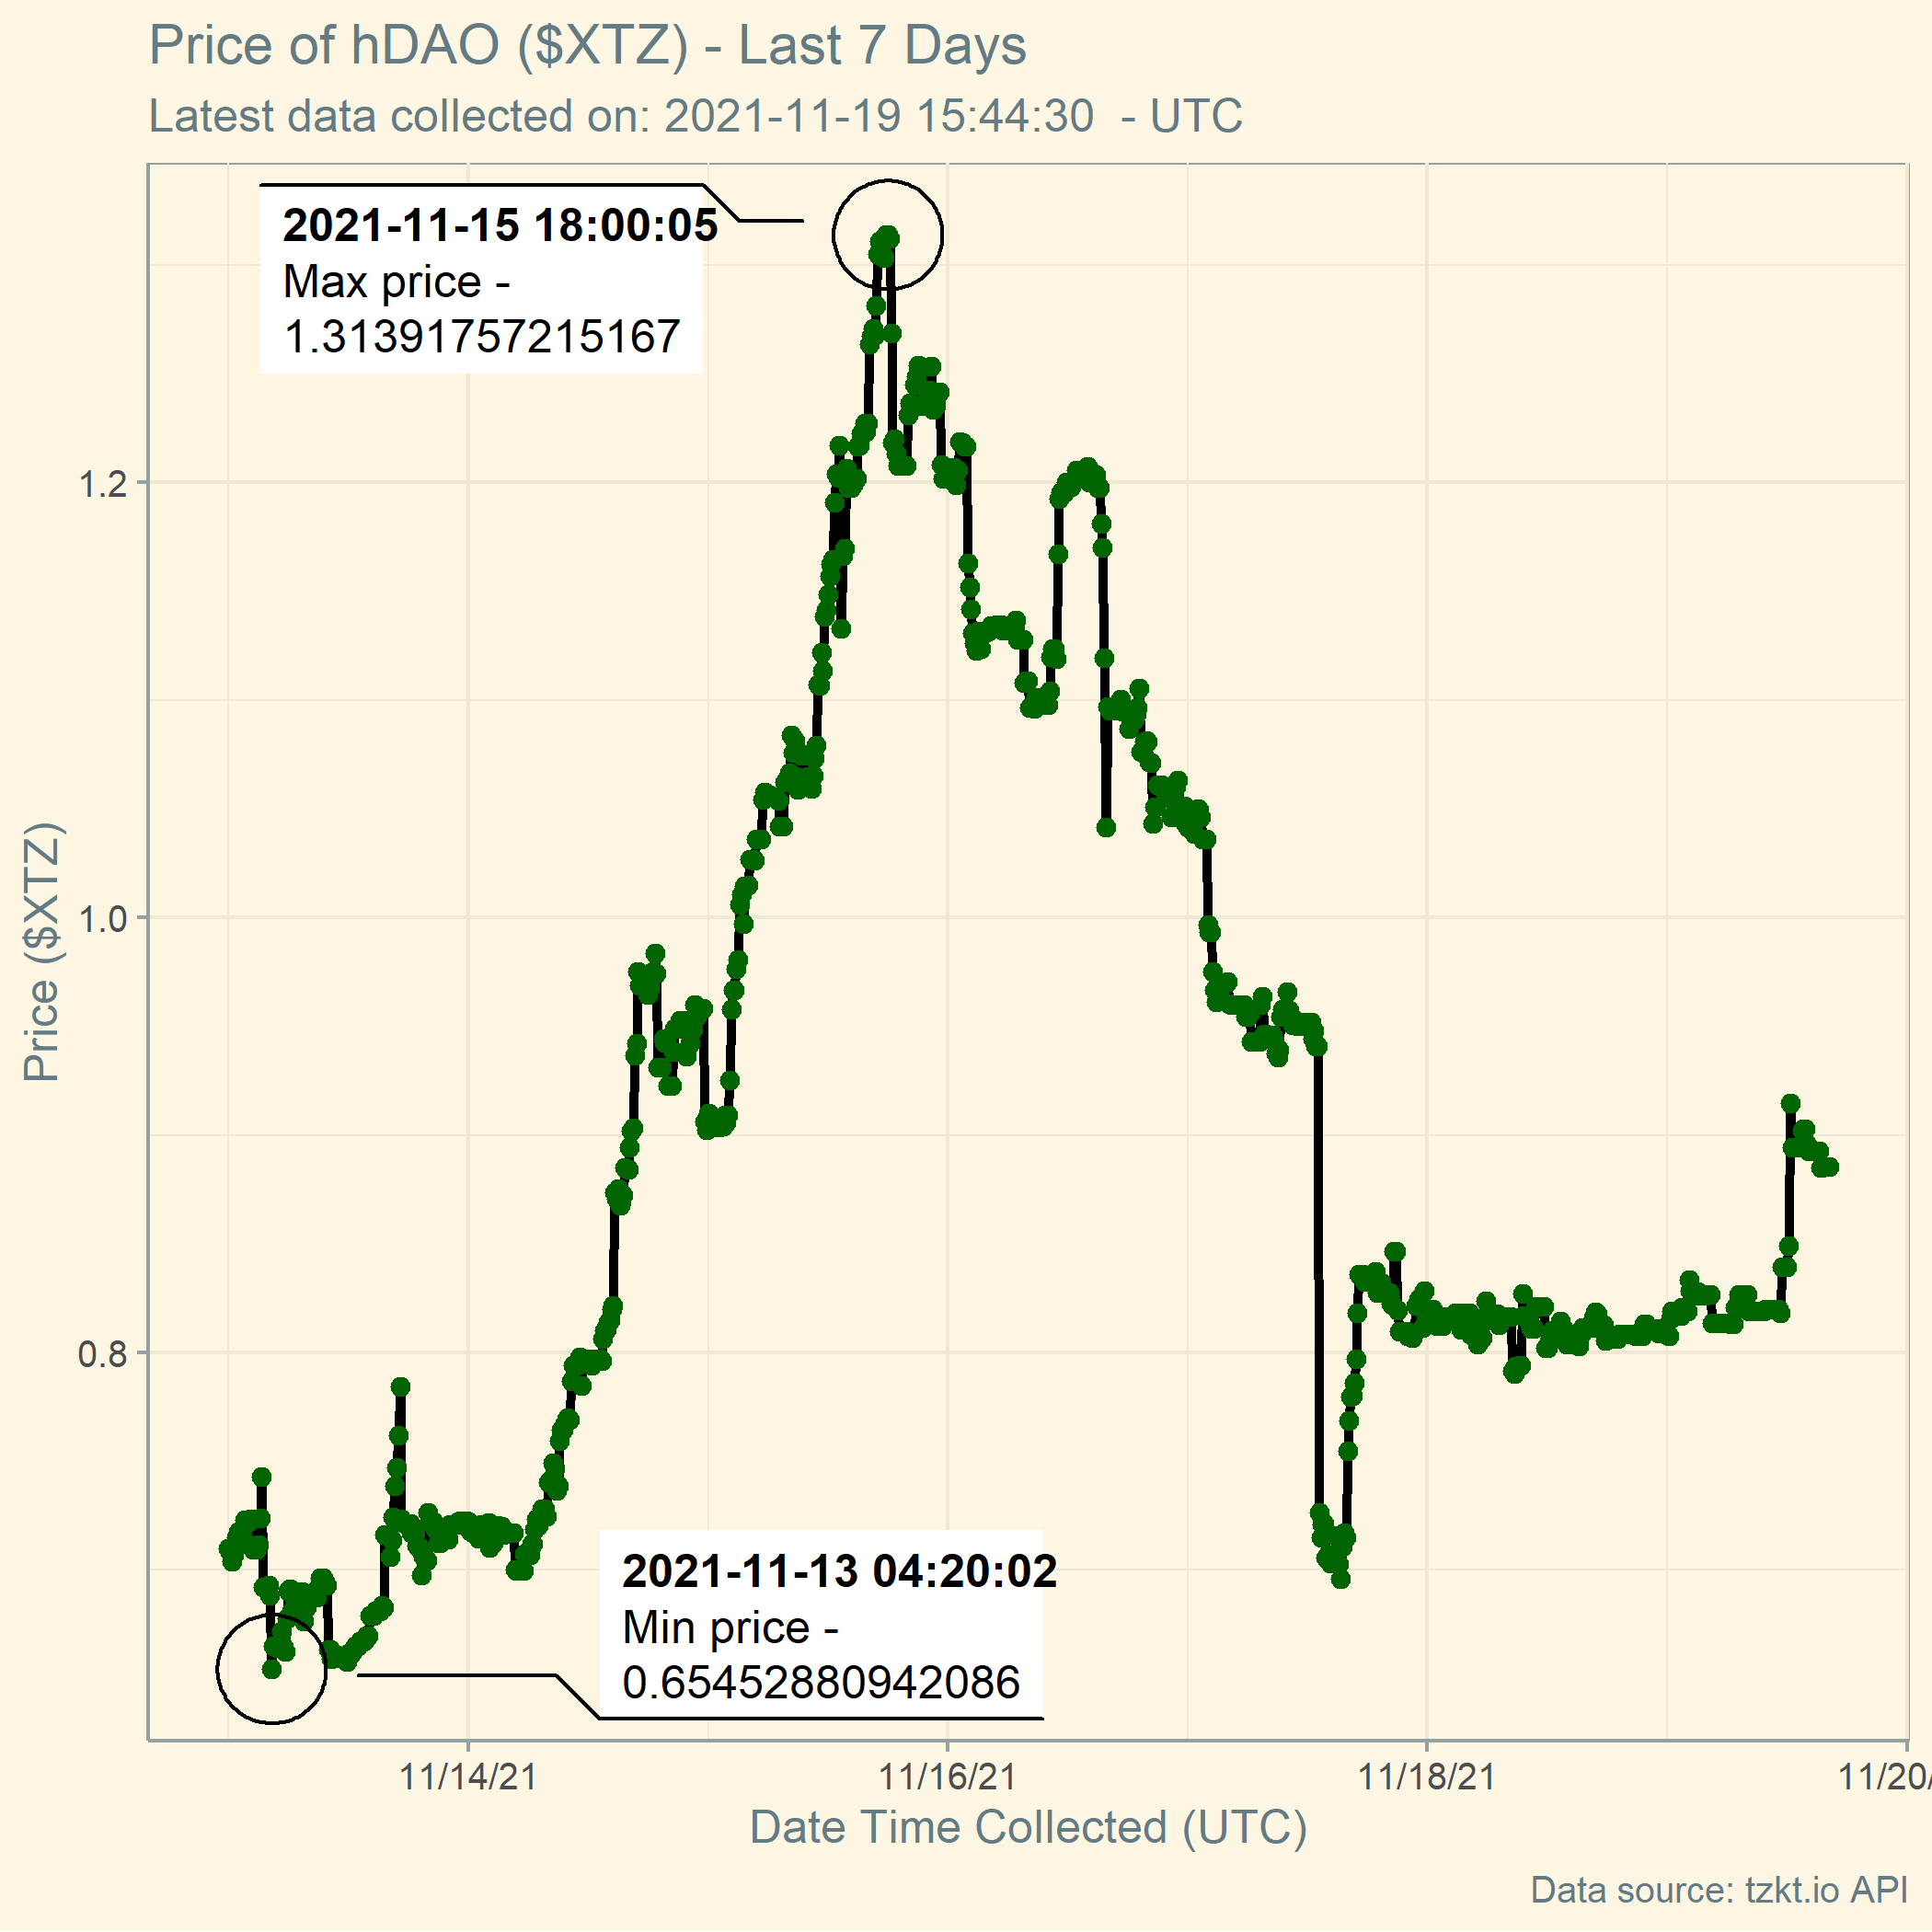 Price of hDAO ($XTZ) - Last 7 Days
Latest data collected on: 2021-11-19 15:44:30  - UTC
2021-11-15 18:00:05
Max price -
1.31391757215167
1.2
1.0
0.8
Price ($XTZ)
2021-11-13 04:20:02
Min price -
0.65452880942086
11/14/21
11/16/21
11/18/21
11/20/
Date Time Collected (UTC)
Data source: tzkt.io API